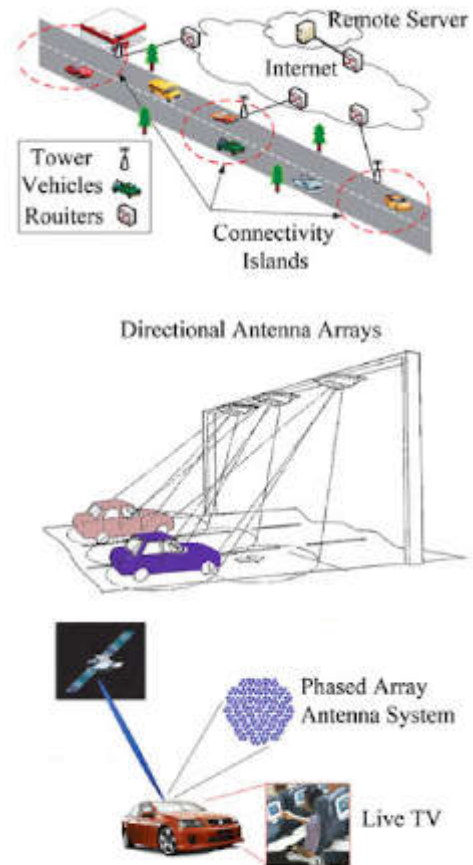 Remote Server
Internet
Tower
Vehicles
Rouiters
Connectivity
Islands
Directional Antenna Arrays
Phased Array
Antenna System
Live TV